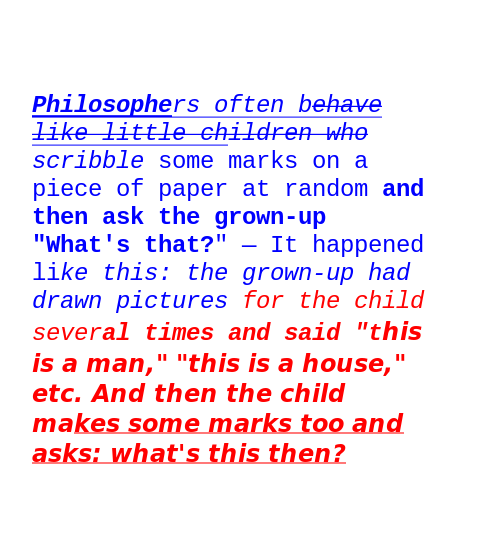 Philosophers often behave
like little children who
scribble some marks on a
piece of paper at random and
then ask the grown-up
"What's that?" — It happened
like this: the grown-up had
drawn pictures for the child
several times and said "this
is a man," "this is a house,"
etc. And then the child
makes some marks too and
asks: what's this then?